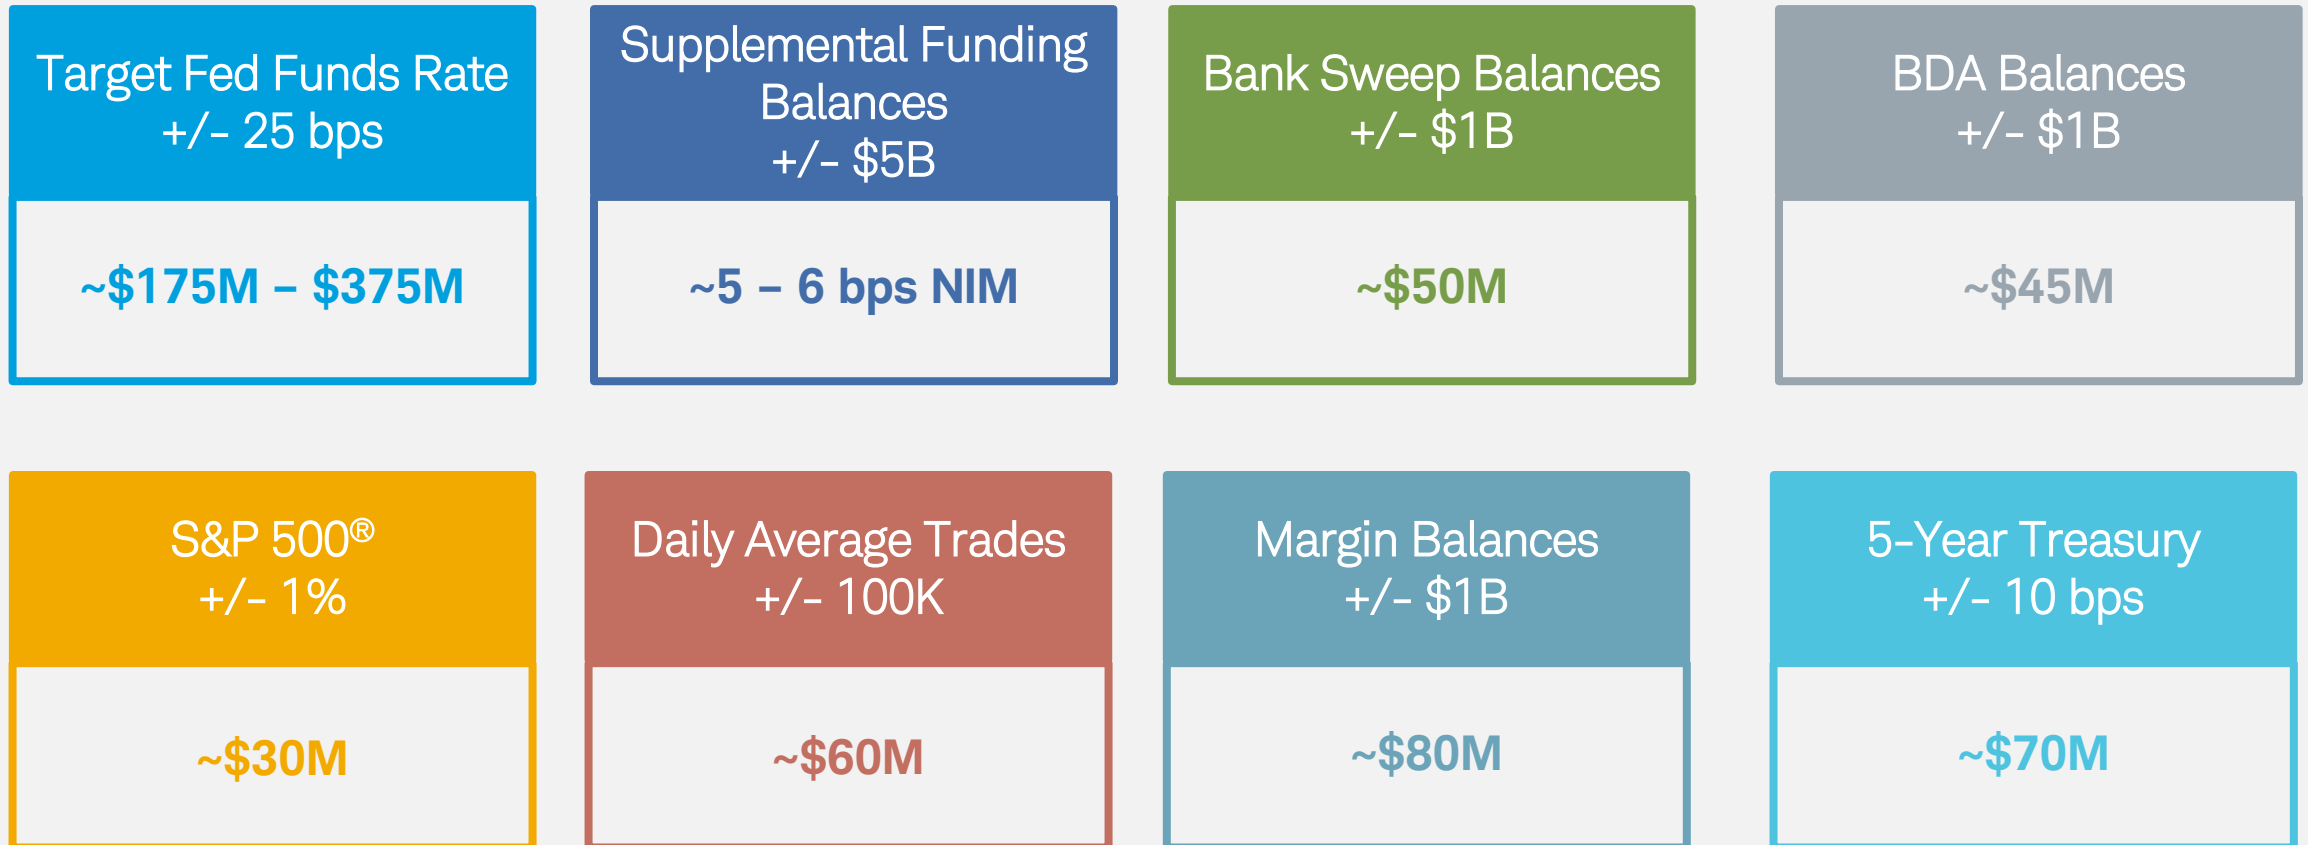 Target Fed Funds Rate
+/- 25 bps
~$175M – $375M
Supplemental Funding
Balances
+/- $5B
~5 – 6 bps NIM
Bank Sweep Balances
+/- $1B
~$50M
BDA Balances
+/- $1B
~$45M
S&P 500®
+/- 1%
~$30M
Daily Average Trades
+/- 100K
~$60M
Margin Balances
+/- $1B
~$80M
5-Year Treasury
+/- 10 bps
~$70M